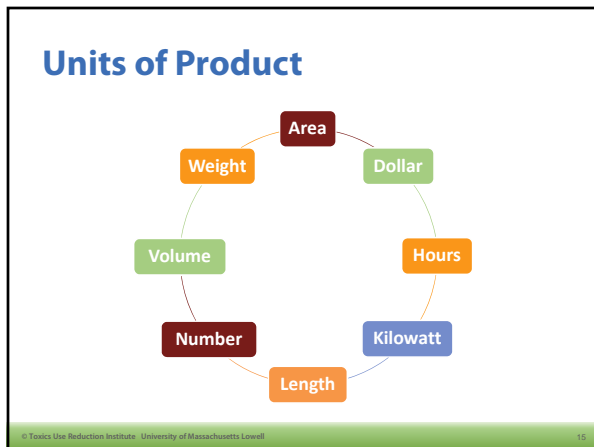 Units of Product
Area
Dollar
Hours
Kilowatt
Length
Number
Volume
Weight
© Toxics Use Reduction Institute University of Massachusetts Lowell
15